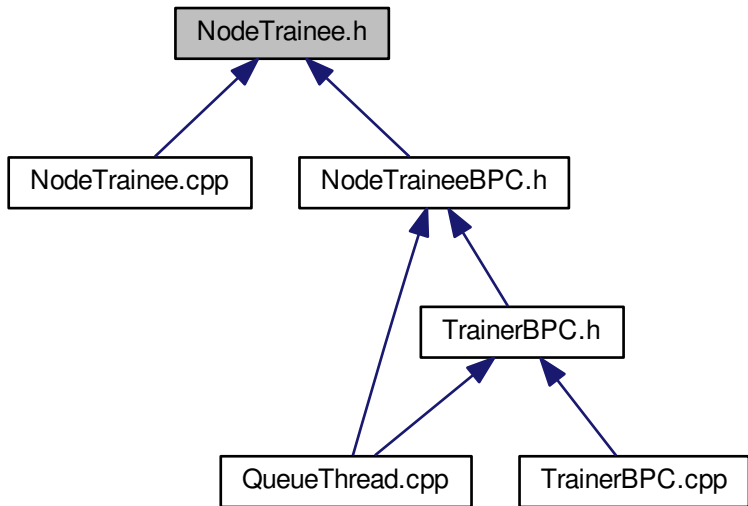 NodeTrainee.h
NodeTrainee.cpp
NodeTraineeBPC.h
TrainerBPC.h
QueueThread.cpp
TrainerBPC.cpp